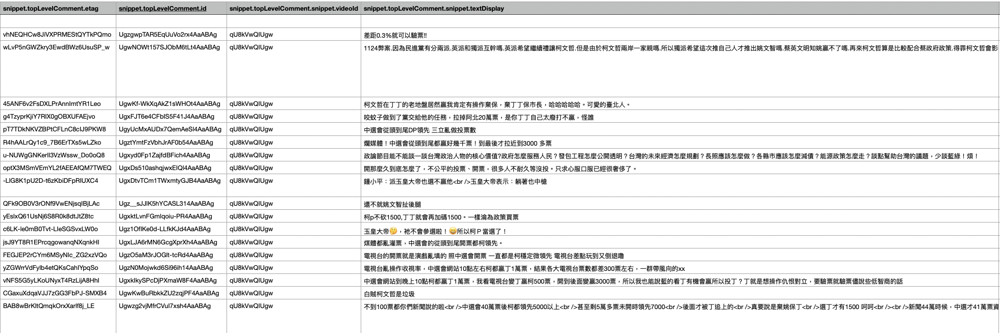 snippet.topLevelComment.etag snippet.topLevelComment.id snippet.topLevelComment.snippet.videoId snippet.topLevelComment.snippet.textDisplay
vhNEQHCw8JiVXPRMEStQYTkPQmo UgzgwpTAR5EqUuVo2rx4AaABAg qU8kVwQIUgw 差距0.3%就可以驗票!!
wLvP5nGWZkry3EwdBWz6UsuSP_w UgwNOWt157SJObM6tLt4AaABAg qU8kVwQIUgw 1124弊案.因為民進黨有分兩派.英派和獨派互幹嗎.英派希望繼續禮讓柯文哲.但是由於柯文哲兩岸一家親嗎.所以獨派希望這次推自己人才推出姚文智嗎.蔡英文明知姚贏不了嗎.再來柯文哲算是比較配合蔡政府政策.得罪柯文哲會影
45ANF6v2FsDXLPrAnnImtYR1Leo UgwKf-WkXqAkZ1sWHOt4AaABAg qU8kVwQIUgw 柯文哲在丁丁的老地盤居然贏我肯定有操作棄保，棄丁丁保市長，哈哈哈哈哈。可愛的臺北人。
g4TzyprKjiY7RlX0gOBXUFAEjvo UgxFJT6e4CFblS5F41J4AaABAg qU8kVwQIUgw 咬蚊子做到了黨交給他的任務，拉掉阿北20萬票，是你丁丁自己太廢打不贏，怪誰
pT7TDkNKVZBPtCFLnC8clJ9PKW8 UgyUcMxAUDx7QemAeSl4AaABAg qU8kVwQIUgw 中選會從頭到尾DP領先 三立亂做投票數
R4hAALrQy1c9_7B6ErTXs5wLZko UgztYmtFzVbhJrAF0b54AaABAg qU8kVwQIUgw 爛媒體！中選會從頭到尾都贏好幾千票！到最後才拉近到3000 多票
u-NUWgGNKerlI3VzWssw_Do0oQ8 Ugxyd0Fp1ZajfdBFich4AaABAg qU8kVwQIUgw 政論節目能不能談一談台灣政治人物的核心價值?政府怎麼服務人民？發包工程怎麼公開透明？台灣的未來經濟怎麼規劃？長照應該怎麼做？各縣市應該怎麼減債？能源政策怎麼走？談點幫助台灣的議題，少談藍綠！煩！
optX3MSmVEmYL2fAEEAfQM7TWEQ UgxDs510ashqjwxEIQl4AaABAg qU8kVwQIUgw 開那麼久到底怎麼了，不公平的投票、開票，很多人不耐久等沒投。只求心服口服已經很奢侈了。
-LlG8K1pU2D-t6zKbiDFpRIUXC4 UgxDtvTCm1TWxmtyGJB4AaABAg qU8kVwQIUgw 鍾小平：派玉皇大帝也選不贏他<br />玉皇大帝表示：躺著也中槍
QFk9OB0V3rONf9VwENjsqIBjLAc Ugz__sJJlK5hYCASL314AaABAg qU8kVwQIUgw 還不就姚文智扯後腿
yEslxQ61UsNj6S8R0k8dtJtZ8tc UgxktLvnFGmlqoiu-PR4AaABAg qU8kVwQIUgw 柯p不砍1500,丁丁就會再加碼1500。一樣淪為政策買票
c6LK-le0mB0Tvt-LIeSGSvxLW0o Ugz1OflKe0d-LLfkKJd4AaABAg qU8kVwQIUgw 玉皇大帝🤔，祂不會參選啦！😄所以柯Ｐ當選了！
jsJ9YT8R1EPrcqgowanqNXqnkHI UgxLJA6rMN6GcgXprXh4AaABAg qU8kVwQIUgw 煤體都亂灌票，中選會的從頭到尾開票都柯領先。
FEGJEP2rCYm6MSyNlc_ZG2xzVQo UgzO5aM3rJOGlt-tcRd4AaABAg qU8kVwQIUgw 電視台的開票就是演戲亂填的 照中選會開票 一直都是柯穩定微領先 電視台差點玩到又倒退嚕
yZGWrrVdFylb4etQKsCahIYpqSo UgzN0Mojwkd6Si96ih14AaABAg qU8kVwQIUgw 電視台亂操作收視率，中選會網站10點左右柯都贏丁1萬票，結果各大電視台票數都差300票左右，一群帶風向的xx
vNFS5G5yLKoUNyxT4RzLijA8HhI UgxkIkySPcDjPXmaW8F4AaABAg qU8kVwQIUgw 中選會網站到晚上10點柯都贏丁1萬票，我看電視台變丁贏柯500票，開到後面變贏3000票，所以我也能說藍的看丁有機會贏所以投丁？丁就是想操作仇恨對立，要驗票就驗票儘說些低智商的話
CGaxuXdqaVJJ7zGG3FbPJ-SMXB4 UgwKwBuRbkkZU2zqjPF4AaABAg qU8kVwQIUgw 白賊柯文哲是垃圾
BAB8wBrKltQmqkOrxXarlf8j_LE Ugwzg2vjMfrCVuI7xsh4AaABAg qU8kVwQIUgw 不到100票都你們新聞說的啦<br />中選會40萬票後柯都領先5000以上<br />甚至剩5萬多票未開時領先7000<br />後面才被丁追上的<br />真要說是棄姚保丁<br />選丁才有1500 呵呵<br /><br />新聞44萬時候，中選才41萬票資